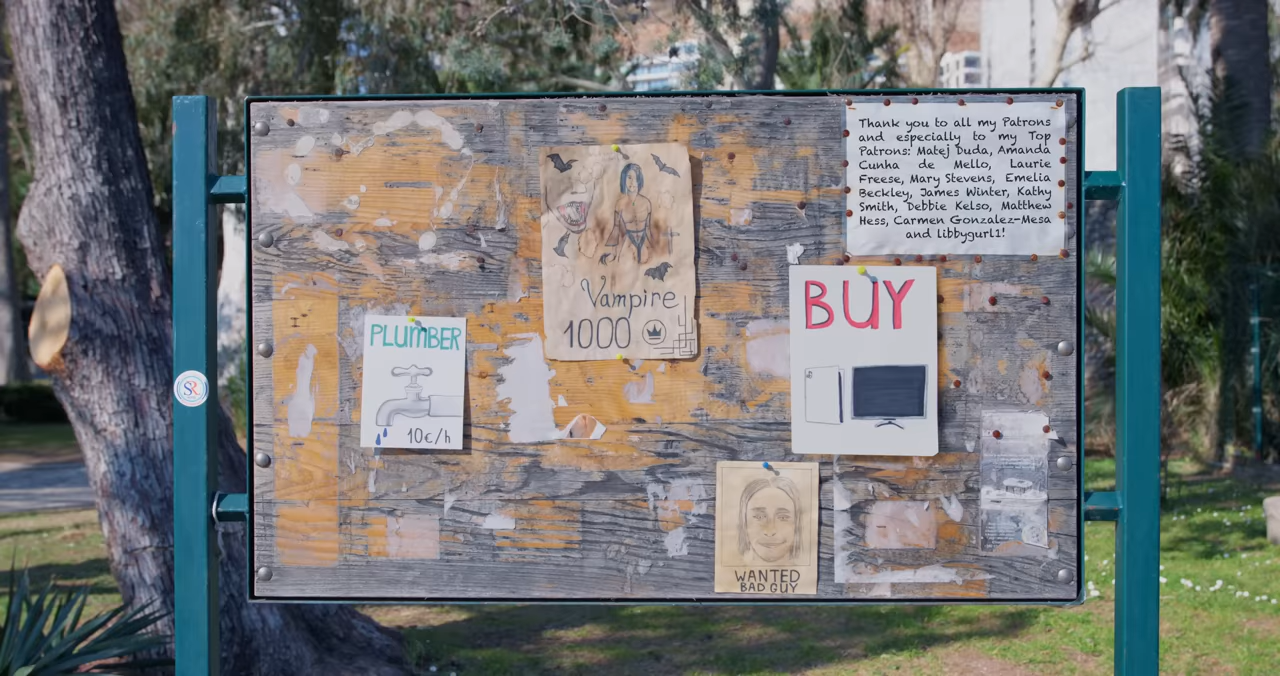 Thank you to all my Patrons
and especially to my Top
Patrons: Matej Duda, Amanda
Cunha de Mello, Laurie
Freese, Mary Stevens, Emelia
Beckley, James Winter, Kathy
Smith, Debbie Kelso, Matthew
Hess, Carmen Gonzalez-Mesa
and libbygurl1!
Vampire
1000
BUY
PLUMBER
10€/h
WANTED
BAD GUY
SR